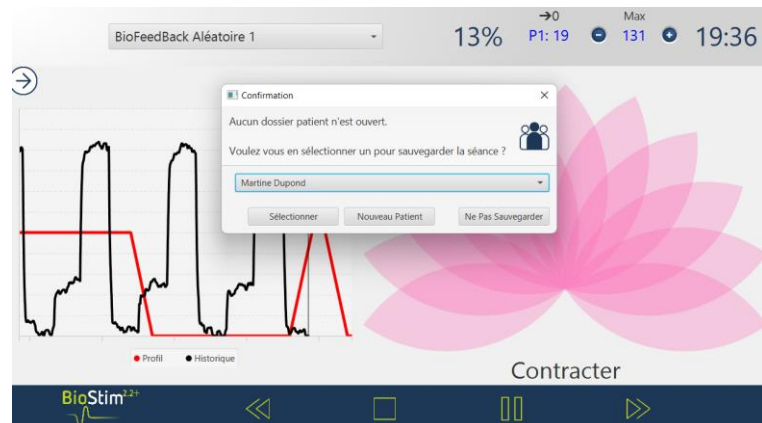 BioFeedBack Aléatoire 1
13%
→0
P1: 19
Max
131
19:36
Confirmation
Aucun dossier patient n'est ouvert.
Voulez vous en sélectionner un pour sauvegarder la séance ?
Martine Dupond
Sélectionner
Nouveau Patient
Ne Pas Sauvegarder
Profil
Historique
Contracter
BioStim2.2+